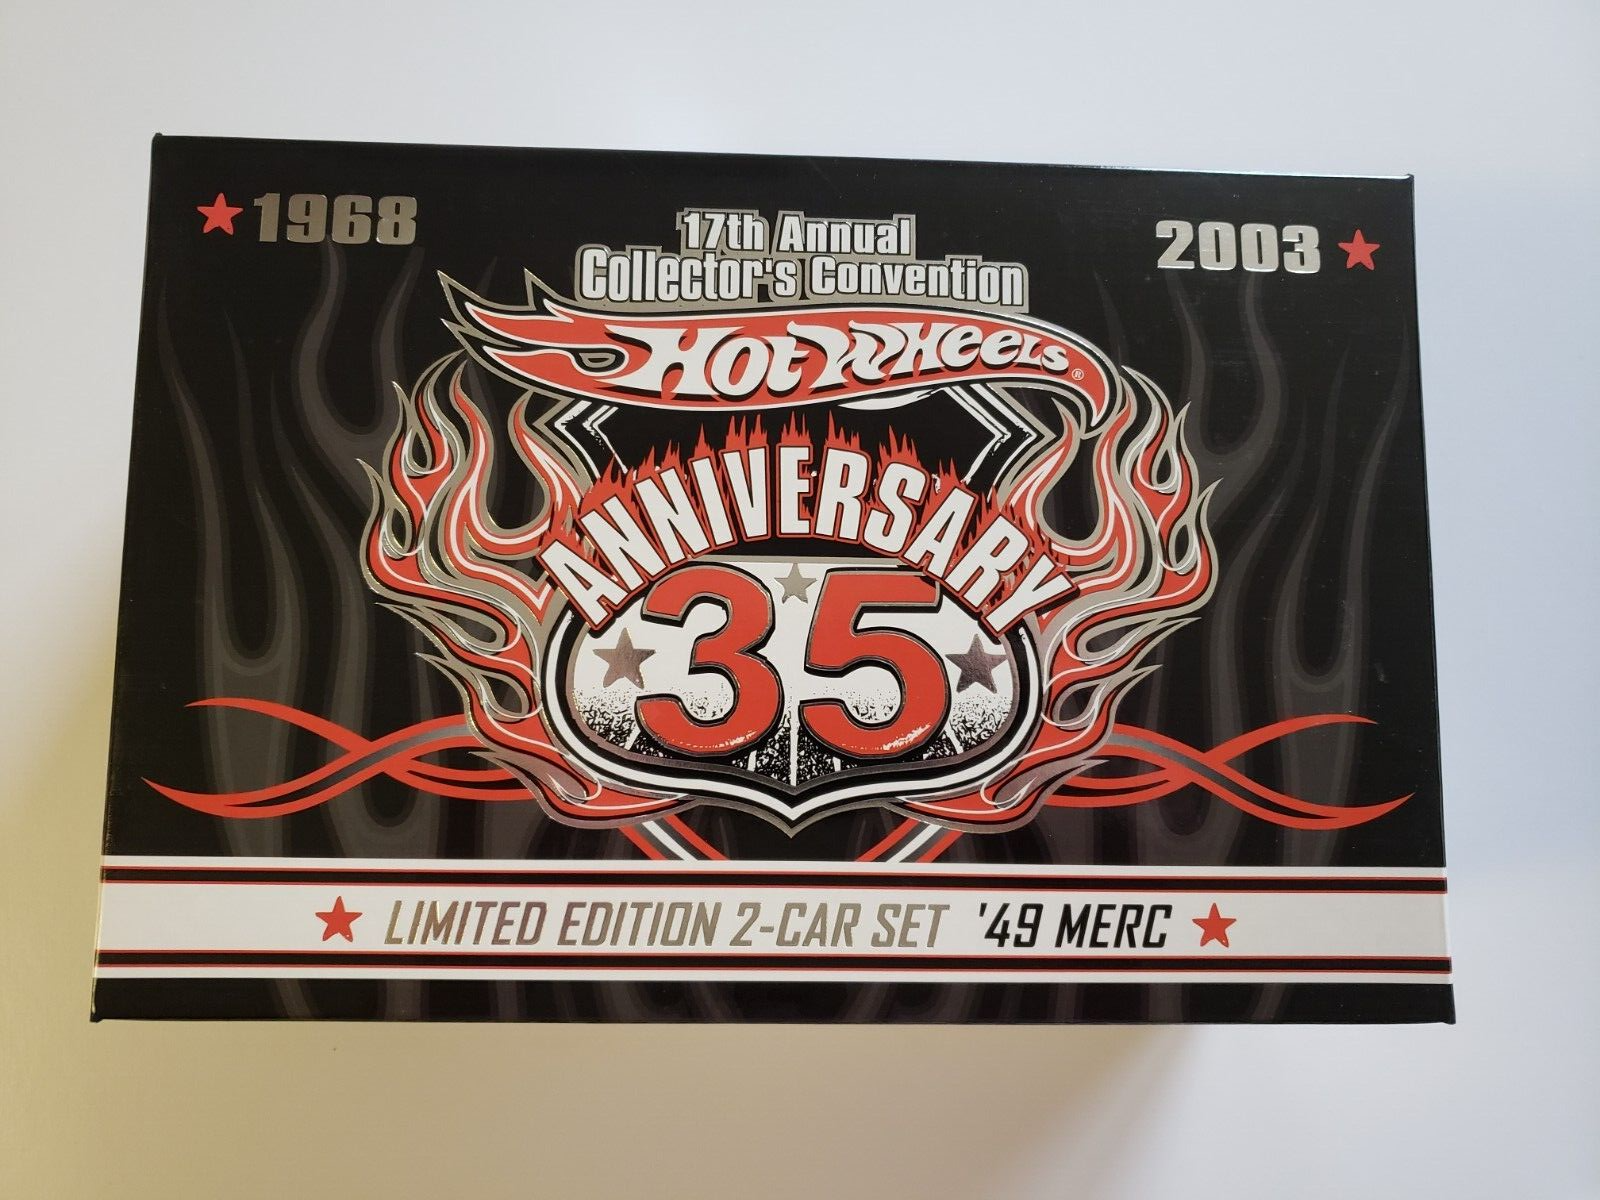 1968
17th Annual
Collector's Convention
2003
Hot Wheels®
ANNIVERSARY
35
LIMITED EDITION 2-CAR SET '49 MERC